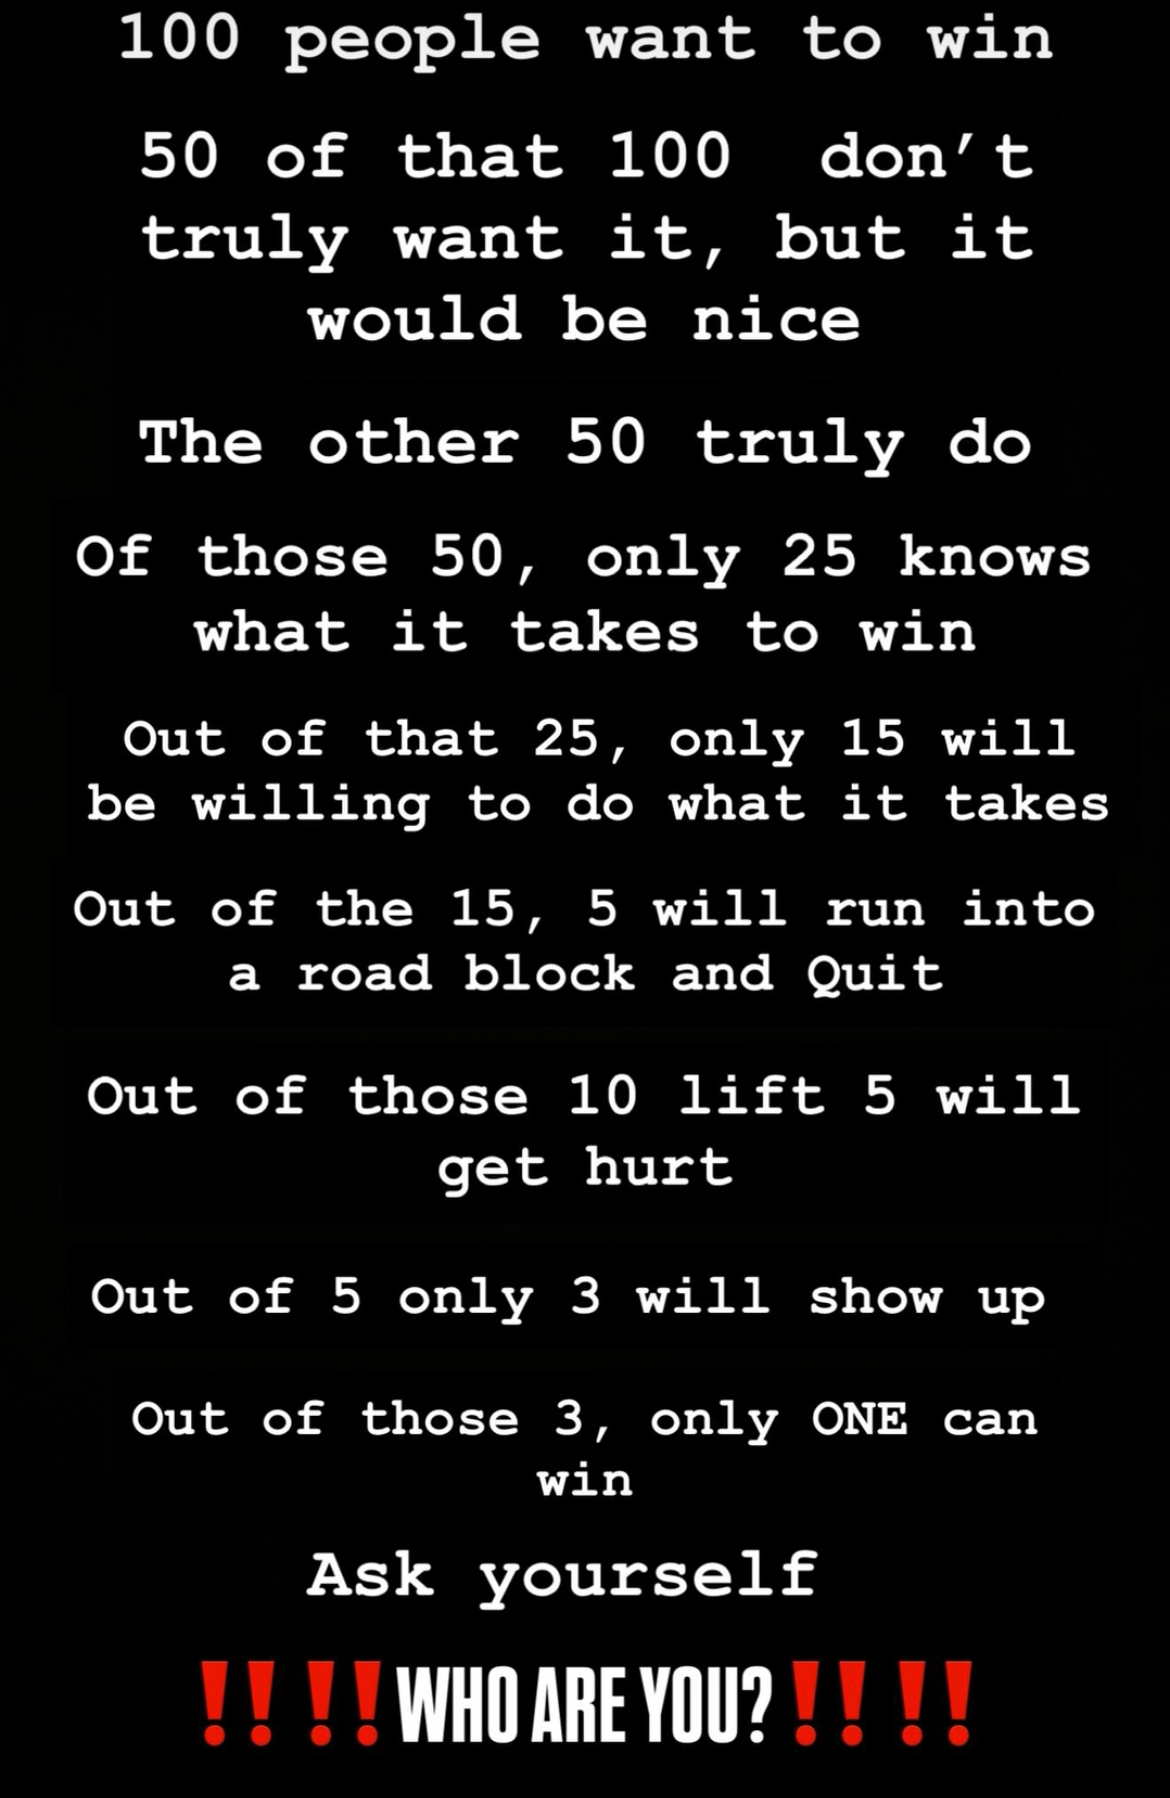 100 people want to win
50 of that 100  don’t
truly want it, but it
would be nice
The other 50 truly do
Of those 50, only 25 knows
what it takes to win
Out of that 25, only 15 will
be willing to do what it takes
Out of the 15, 5 will run into
a road block and Quit
Out of those 10 lift 5 will
get hurt
Out of 5 only 3 will show up
Out of those 3, only ONE can
win
Ask yourself
‼️‼️WHO ARE YOU?‼️‼️